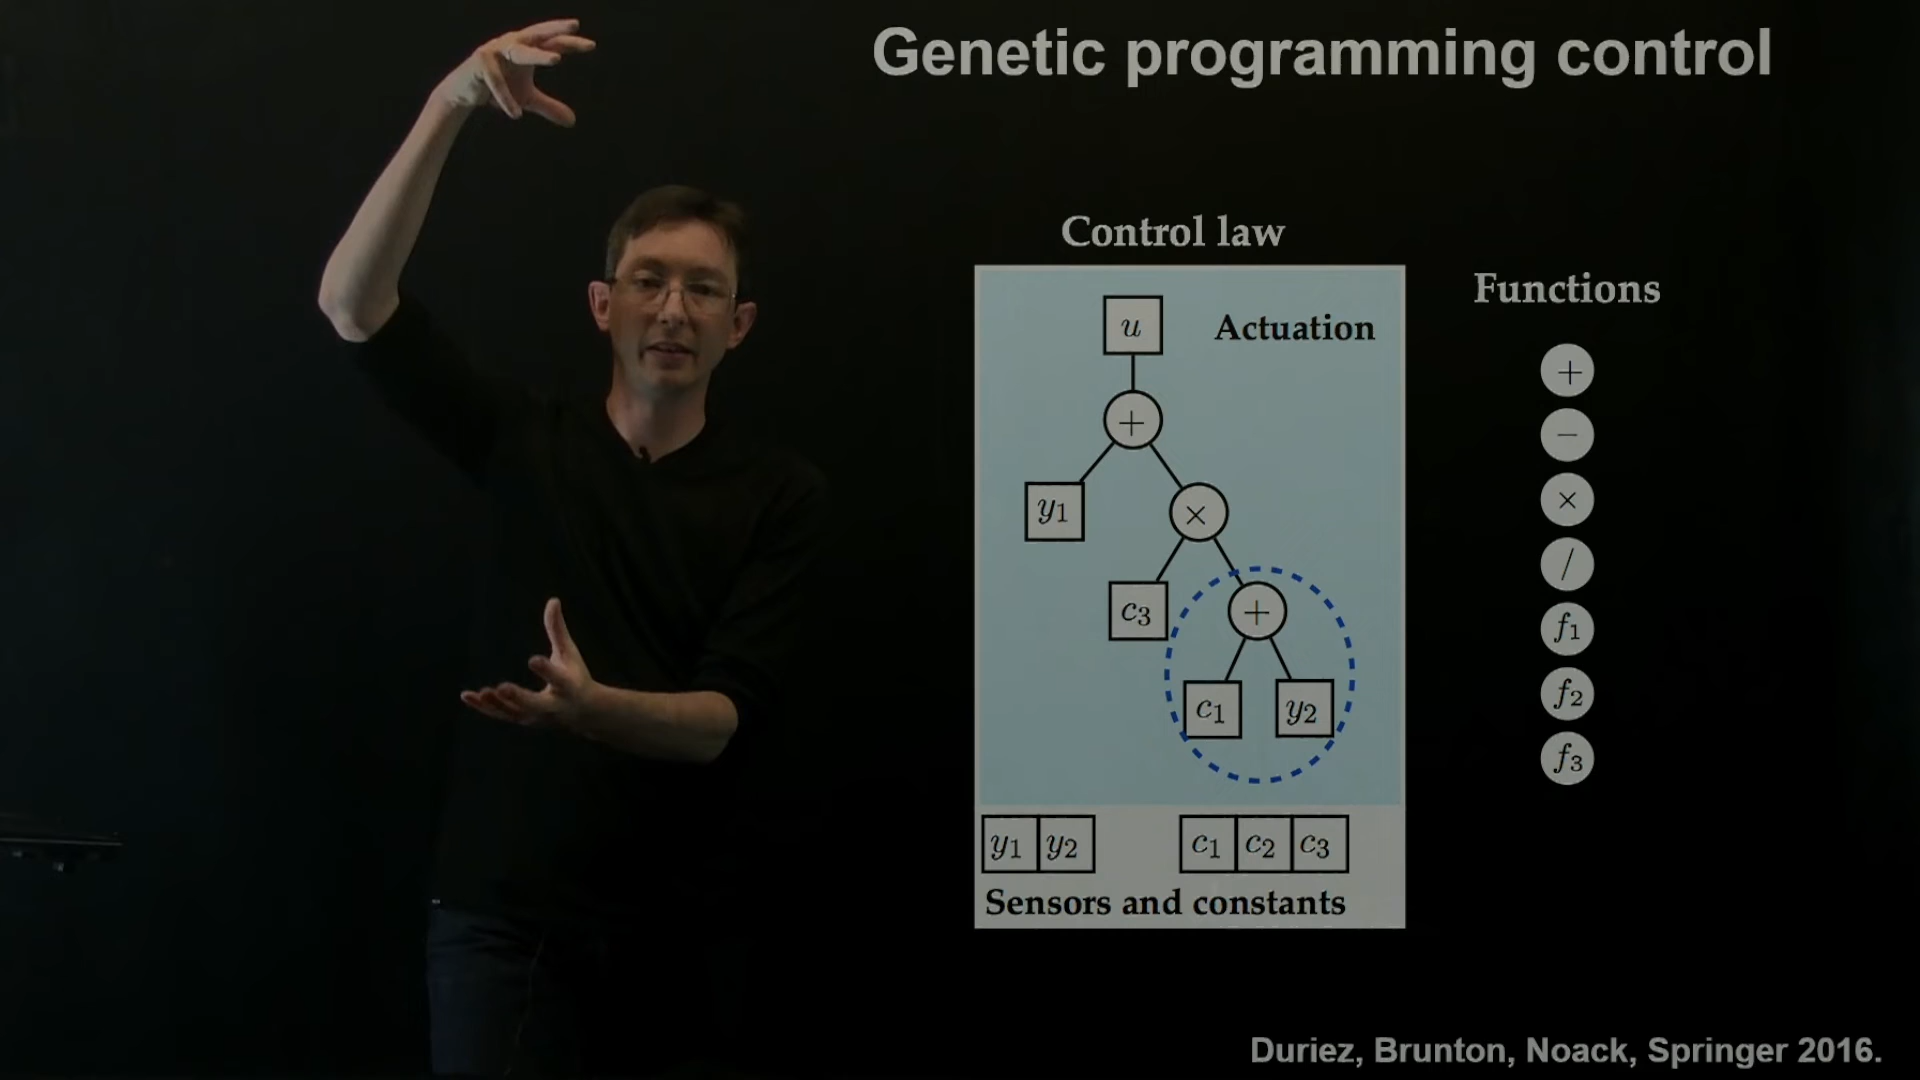 Genetic programming control
Control law
Functions
u
Actuation
+
y1
×
c3
+
c1
y2
y1 y2
c1 c2 c3
Sensors and constants
+
−
×
/
f1
f2
f3
Duriez, Brunton, Noack, Springer 2016.